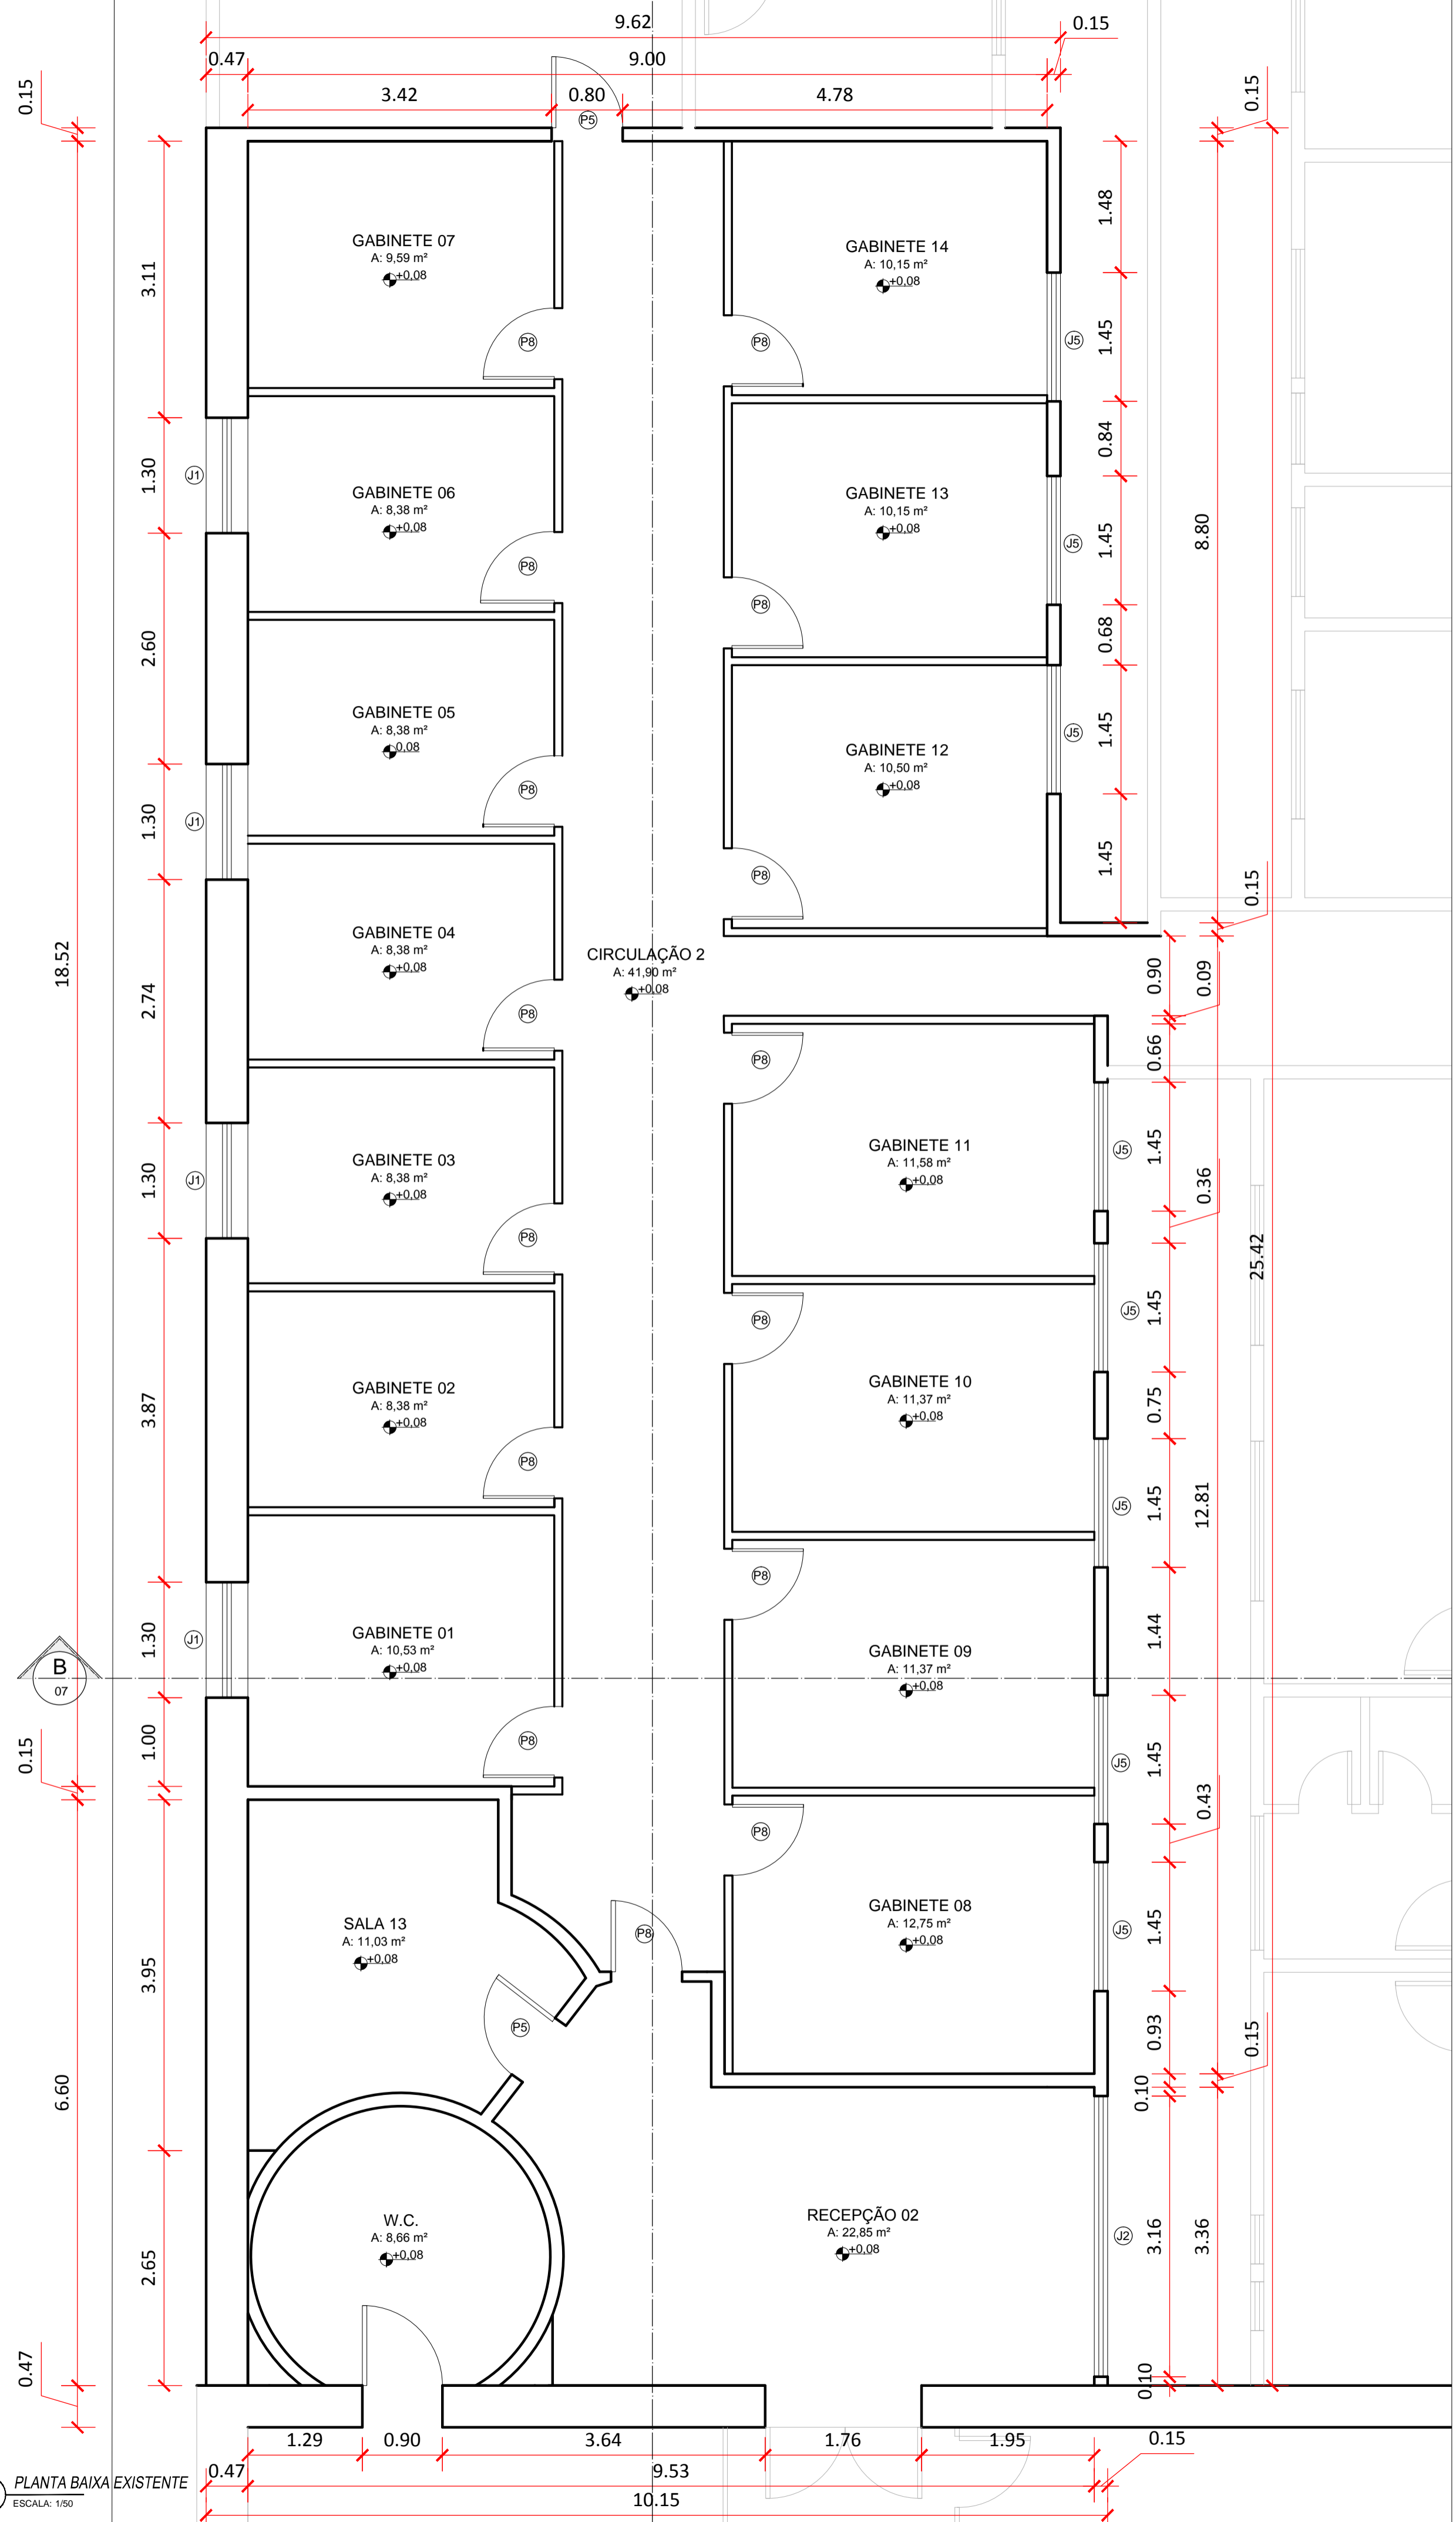 9.62
0.15
0.47
9.00
3.42
0.80
4.78
P5
0.15
0.15
GABINETE 07
A: 9,59 m²
+0,08
GABINETE 14
A: 10,15 m²
+0,08
1.48
3.11
P8
P8
J5
1.45
0.84
J1
1.30
GABINETE 06
A: 8,38 m²
+0,08
GABINETE 13
A: 10,15 m²
+0,08
J5
1.45
8.80
P8
P8
2.60
0.68
GABINETE 05
A: 8,38 m²
0,08
GABINETE 12
A: 10,50 m²
+0,08
J5
1.45
P8
1.30
J1
P8
1.45
0.15
GABINETE 04
A: 8,38 m²
+0,08
18.52
CIRCULAÇÃO 2
A: 41,90 m²
+0,08
0.90
0.09
2.74
P8
P8
0.66
GABINETE 03
A: 8,38 m²
+0,08
GABINETE 11
A: 11,58 m²
+0,08
J5
1.45
1.30
J1
0.36
P8
25.42
J5
1.45
P8
GABINETE 02
A: 8,38 m²
+0,08
GABINETE 10
A: 11,37 m²
+0,08
3.87
0.75
P8
J5
1.45
12.81
P8
GABINETE 01
A: 10,53 m²
+0,08
GABINETE 09
A: 11,37 m²
+0,08
1.30
J1
1.44
B
07
0.15
1.00
P8
J5
1.45
0.43
P8
GABINETE 08
A: 12,75 m²
+0,08
SALA 13
A: 11,03 m²
+0,08
P8
J5
1.45
3.95
P5
0.93
0.15
6.60
0.10
W.C.
A: 8,66 m²
+0,08
RECEPÇÃO 02
A: 22,85 m²
+0,08
J2
3.16
3.36
2.65
0.47
0.10
1.29
0.90
3.64
1.76
1.95
0.15
0.47
9.53
10.15
PLANTA BAIXA EXISTENTE
ESCALA: 1/50